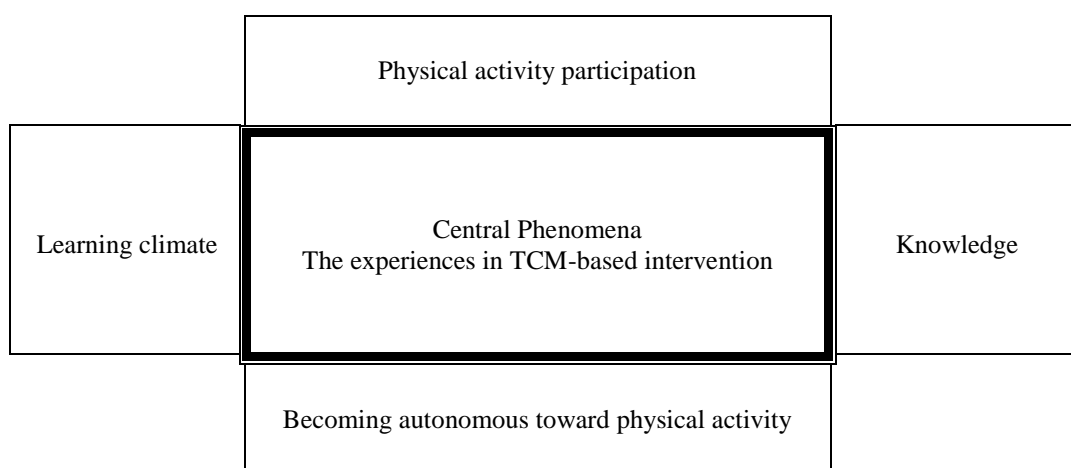 Physical activity participation
Learning climate
Central Phenomena
The experiences in TCM-based intervention
Knowledge
Becoming autonomous toward physical activity